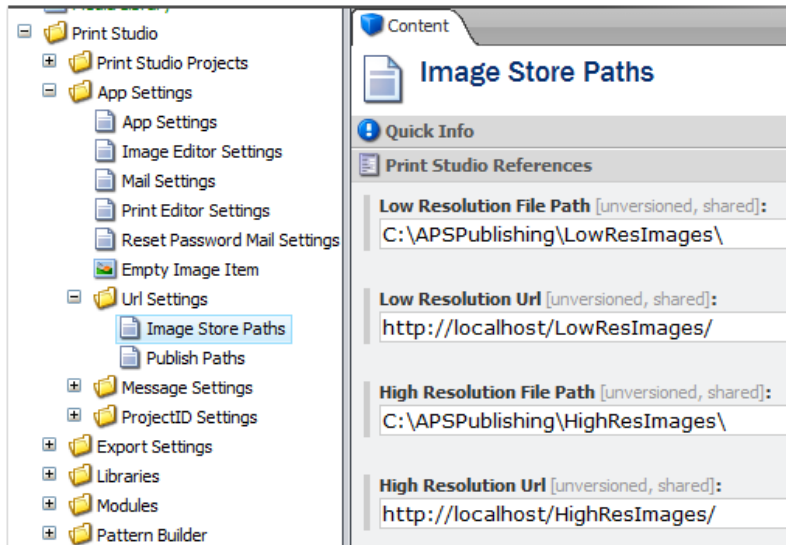 Print Studio
Print Studio Projects
App Settings
App Settings
Image Editor Settings
Mail Settings
Print Editor Settings
Reset Password Mail Settings
Empty Image Item
Url Settings
Image Store Paths
Publish Paths
Message Settings
ProjectID Settings
Export Settings
Libraries
Modules
Pattern Builder
Content
Image Store Paths
Quick Info
Print Studio References
Low Resolution File Path [unversioned, shared]:
C:\APSPublishing\LowResImages\
Low Resolution Url [unversioned, shared]:
http://localhost/LowResImages/
High Resolution File Path [unversioned, shared]:
C:\APSPublishing\HighResImages\
High Resolution Url [unversioned, shared]:
http://localhost/HighResImages/